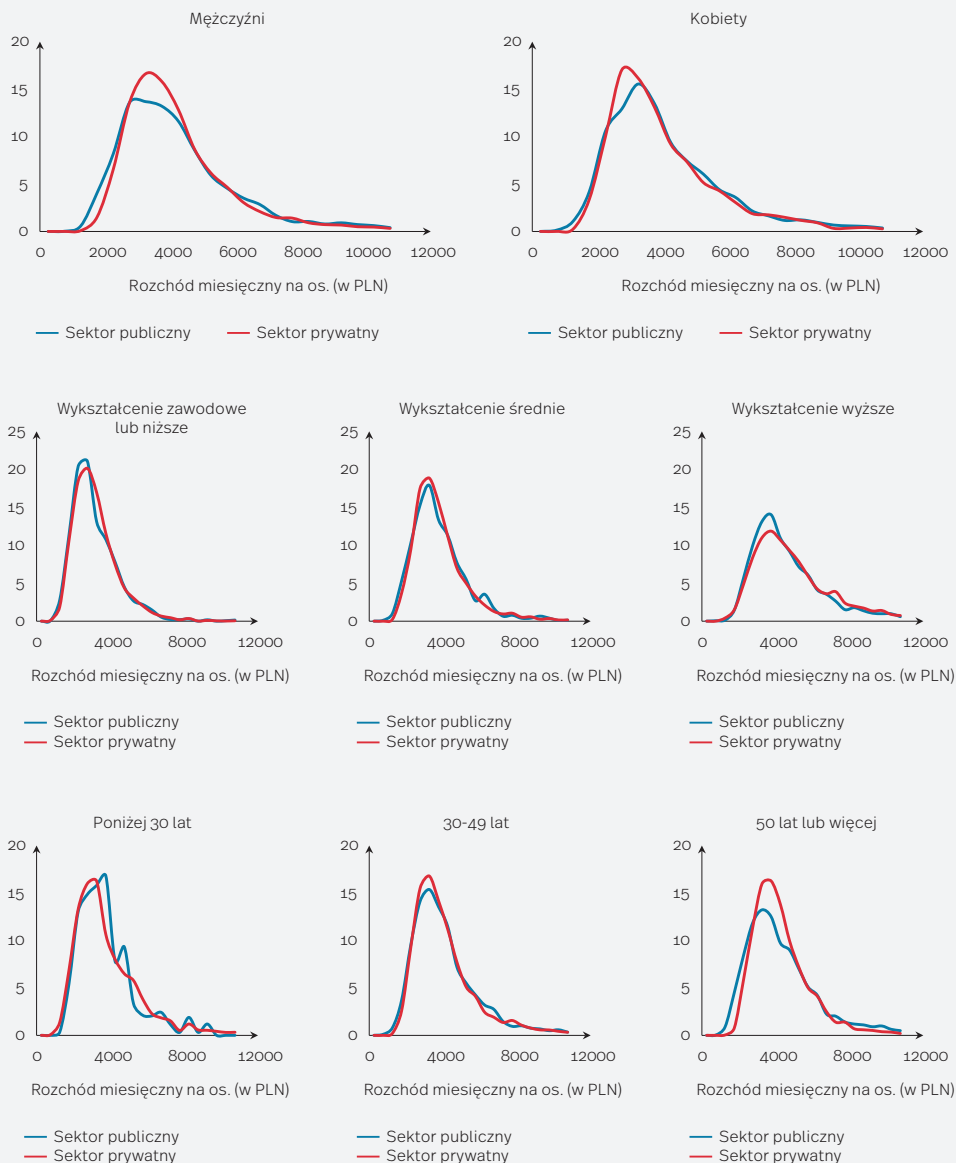 Mężczyźni
20
15
10
5
0
0 2000 4000 6000 8000 10000 12000
Rozchód miesięczny na os. (w PLN)
Sektor publiczny Sektor prywatny
Kobiety
20
15
10
5
0
0 2000 4000 6000 8000 10000 12000
Rozchód miesięczny na os. (w PLN)
Sektor publiczny Sektor prywatny
Wykształcenie zawodowe
lub niższe
25
20
15
10
5
0
0 4000 8000 12000
Rozchód miesięczny na os. (w PLN)
Sektor publiczny
Sektor prywatny
Wykształcenie średnie
25
20
15
10
5
0
0 4000 8000 12000
Rozchód miesięczny na os. (w PLN)
Sektor publiczny
Sektor prywatny
Wykształcenie wyższe
25
20
15
10
5
0
0 4000 8000 12000
Rozchód miesięczny na os. (w PLN)
Sektor publiczny
Sektor prywatny
Poniżej 30 lat
20
15
10
5
0
0 4000 8000 12000
Rozchód miesięczny na os. (w PLN)
Sektor publiczny
Sektor prywatny
30-49 lat
20
15
10
5
0
0 4000 8000 12000
Rozchód miesięczny na os. (w PLN)
Sektor publiczny
Sektor prywatny
50 lat lub więcej
20
15
10
5
0
0 4000 8000 12000
Rozchód miesięczny na os. (w PLN)
Sektor publiczny
Sektor prywatny